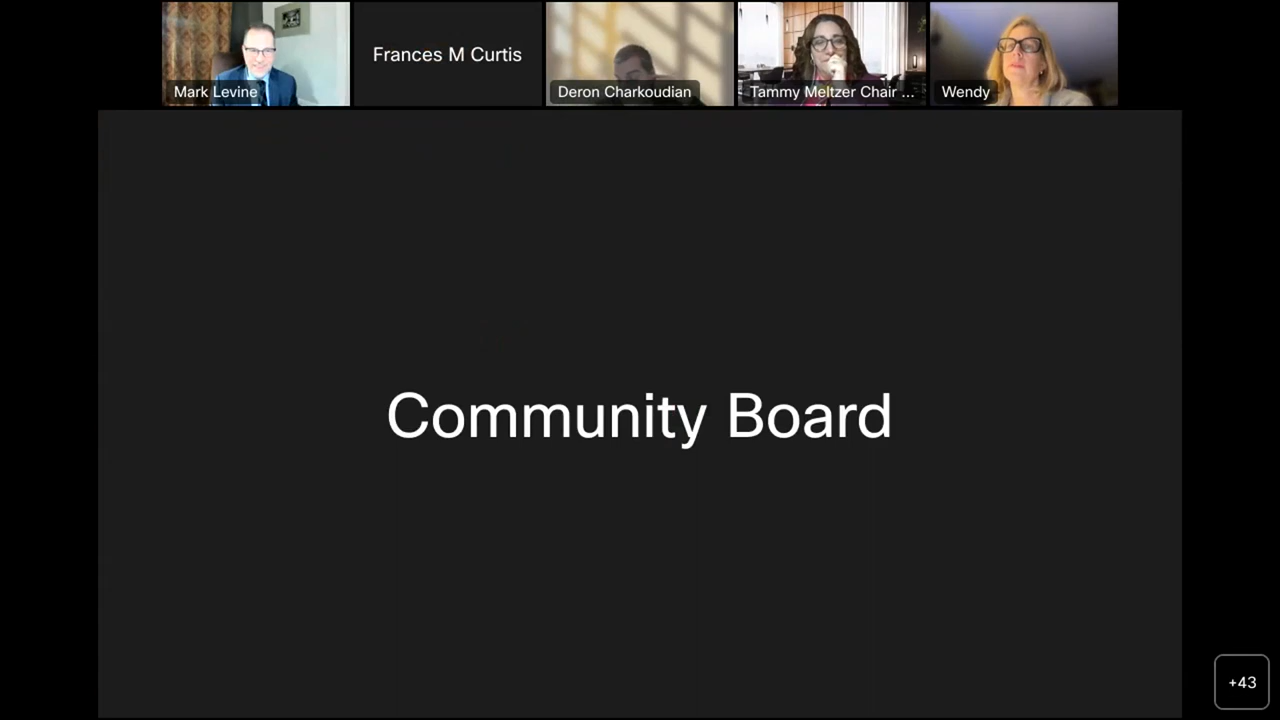 Mark Levine
Frances M Curtis
Deron Charkoudian
Tammy Meltzer Chair ...
Wendy
Community Board
+43